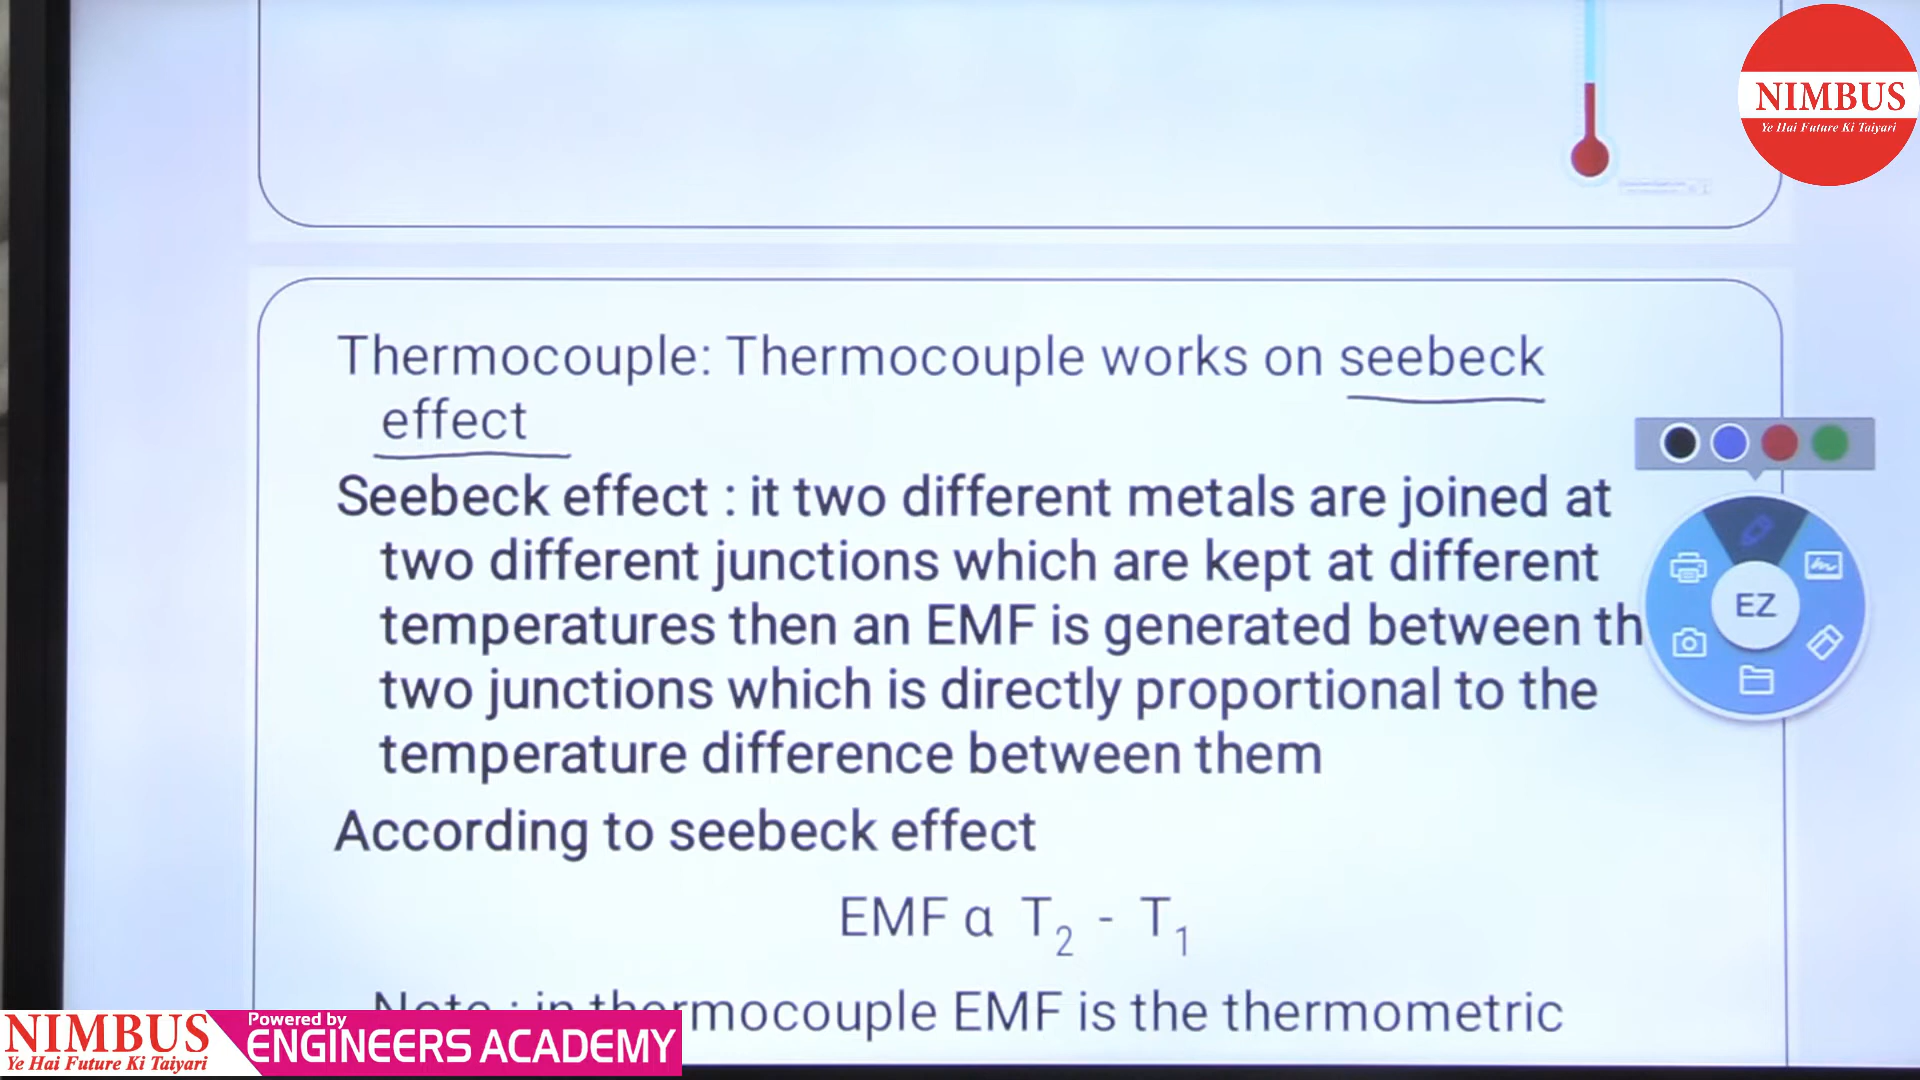 NIMBUS
Ye Hai Future Ki Taiyari
Thermocouple: Thermocouple works on seebeck
effect
Seebeck effect : it two different metals are joined at
two different junctions which are kept at different
temperatures then an EMF is generated between th
two junctions which is directly proportional to the
temperature difference between them
According to seebeck effect
EMF α T₂ - T₁
Note : in thermocouple EMF is the thermometric
EZ
NIMBUS
Ye Hai Future Ki Taiyari
Powered by
ENGINEERS ACADEMY